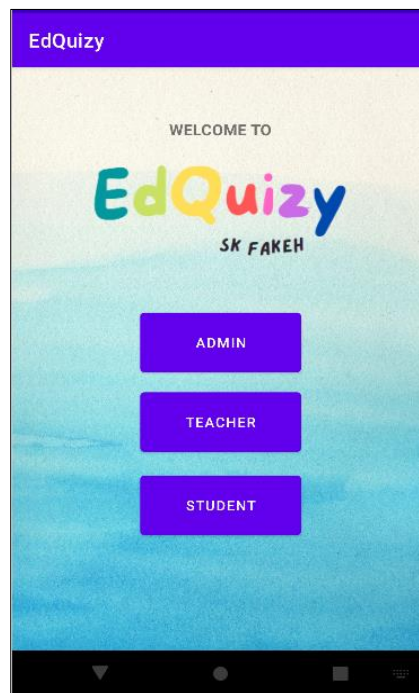 EdQuizy
WELCOME TO
EdQuizy
SK FAKEH
ADMIN
TEACHER
STUDENT